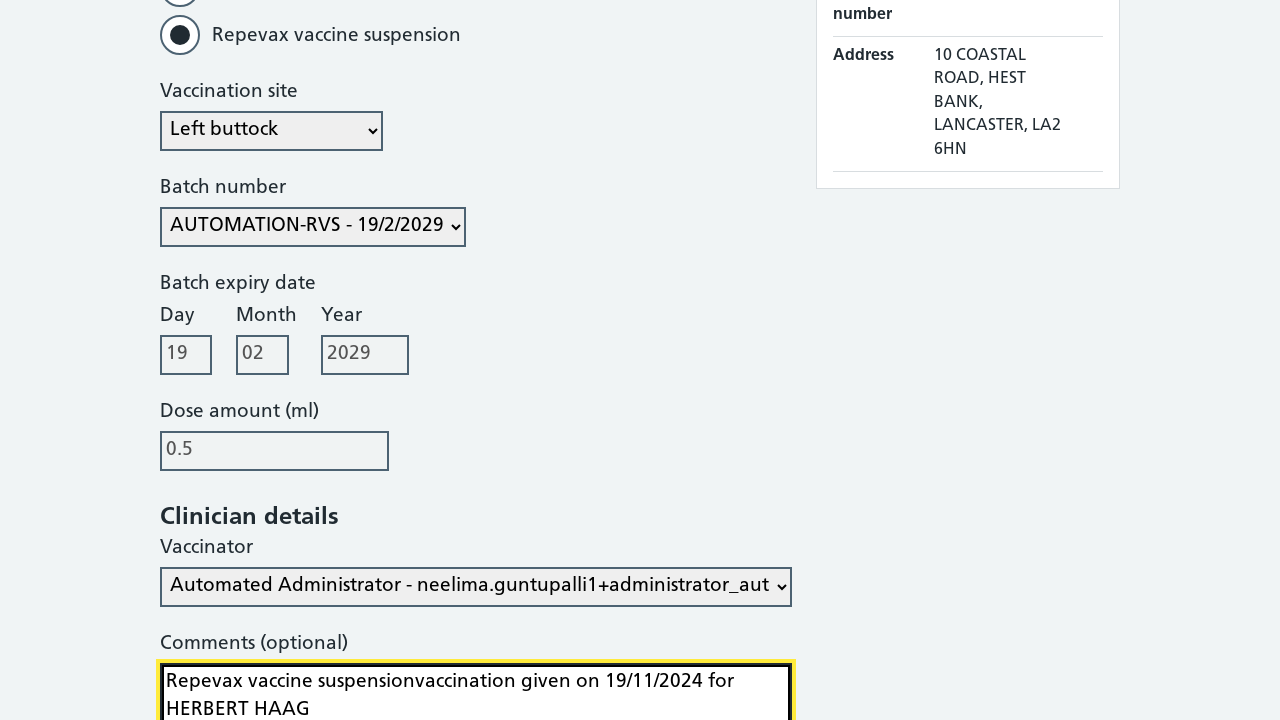 Repevax vaccine suspension
Vaccination site
Left buttock
Batch number
AUTOMATION-RVS - 19/2/2029
Batch expiry date
Day Month Year
19 02 2029
Dose amount (ml)
0.5
Clinician details
Vaccinator
Automated Administrator - neelima.guntupalli1+administrator_aut
Comments (optional)
Repevax vaccine suspensionvaccination given on 19/11/2024 for
HERBERT HAAG
number
Address
10 COASTAL
ROAD, HEST
BANK,
LANCASTER, LA2
6HN